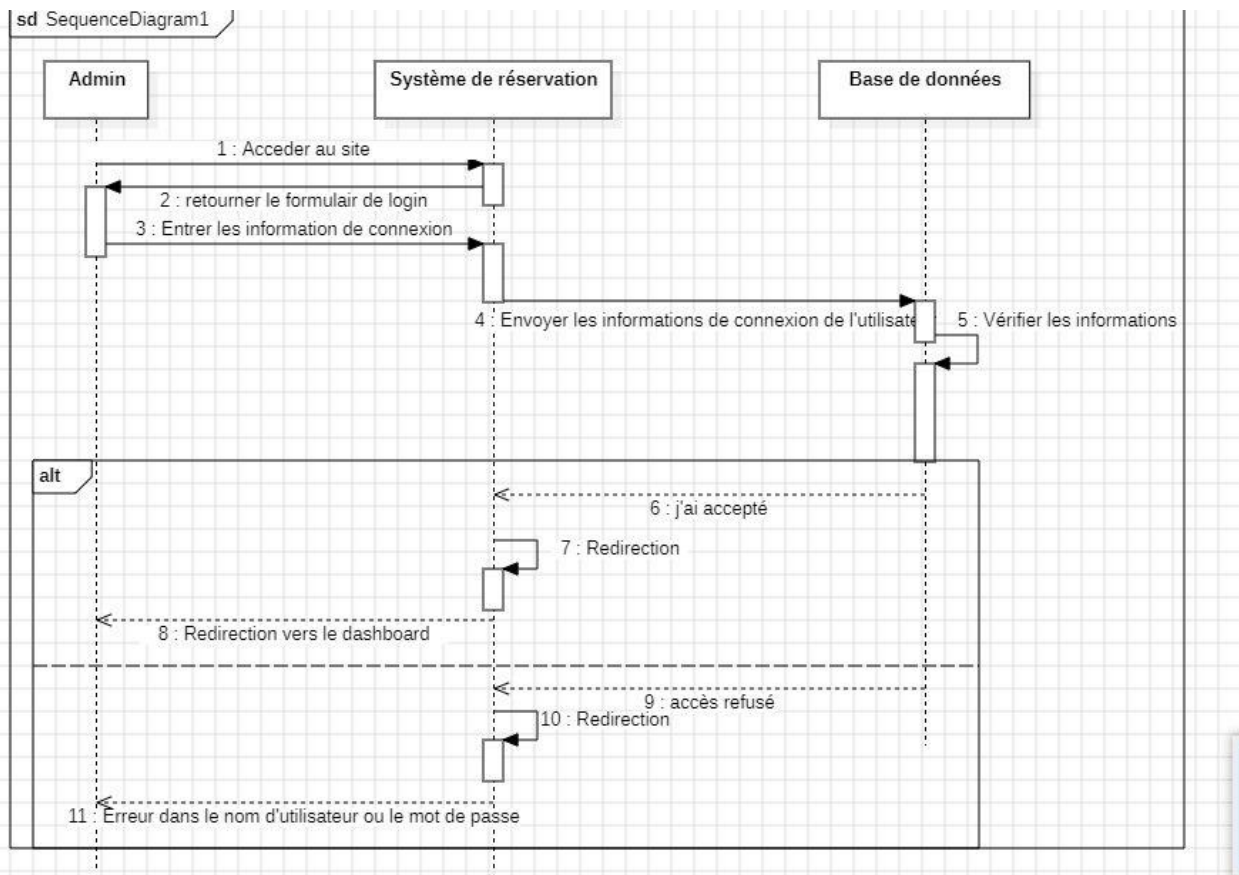 sd SequenceDiagram1
Admin
Système de réservation
Base de données
1 : Acceder au site
2 : retourner le formulair de login
3 : Entrer les information de connexion
4 : Envoyer les informations de connexion de
5 : Vérifier les informations
alt
6 : j'ai accepté
7 : Redirection
8 : Redirection vers le dashboard
9 : accès refusé
10 : Redirection
11 : Erreur dans le nom d'utilisateur ou le mot de passe